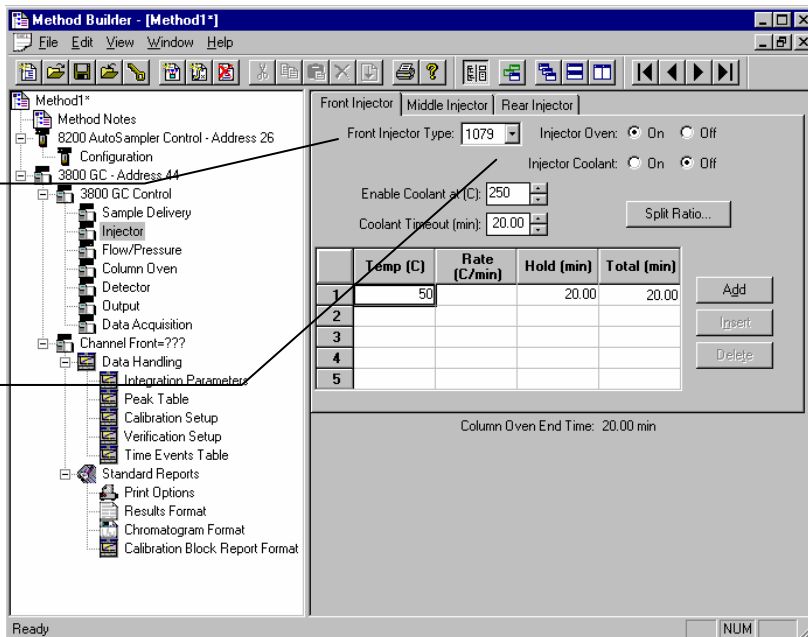 Method Builder - [Method1*]
File Edit View Window Help
Method1*
Method Notes
8200 AutoSampler Control - Address 26
Configuration
3800 GC - Address 44
3800 GC Control
Sample Delivery
Injector
Flow/Pressure
Column Oven
Detector
Output
Data Acquisition
Channel Front=???
Data Handling
Integration Parameters
Peak Table
Calibration Setup
Verification Setup
Time Events Table
Standard Reports
Print Options
Results Format
Chromatogram Format
Calibration Block Report Format
Front Injector Middle Injector Rear Injector
Front Injector Type: 1079 Injector Oven: On Off
Injector Coolant: On Off
Enable Coolant at (C): 250
Coolant Timeout (min): 20.00
Split Ratio...
Temp (C) Rate (C/min) Hold (min) Total (min)
1 50 20.00 20.00
2
3
4
5
Add
Insert
Delete
Column Oven End Time: 20.00 min
Ready NUM